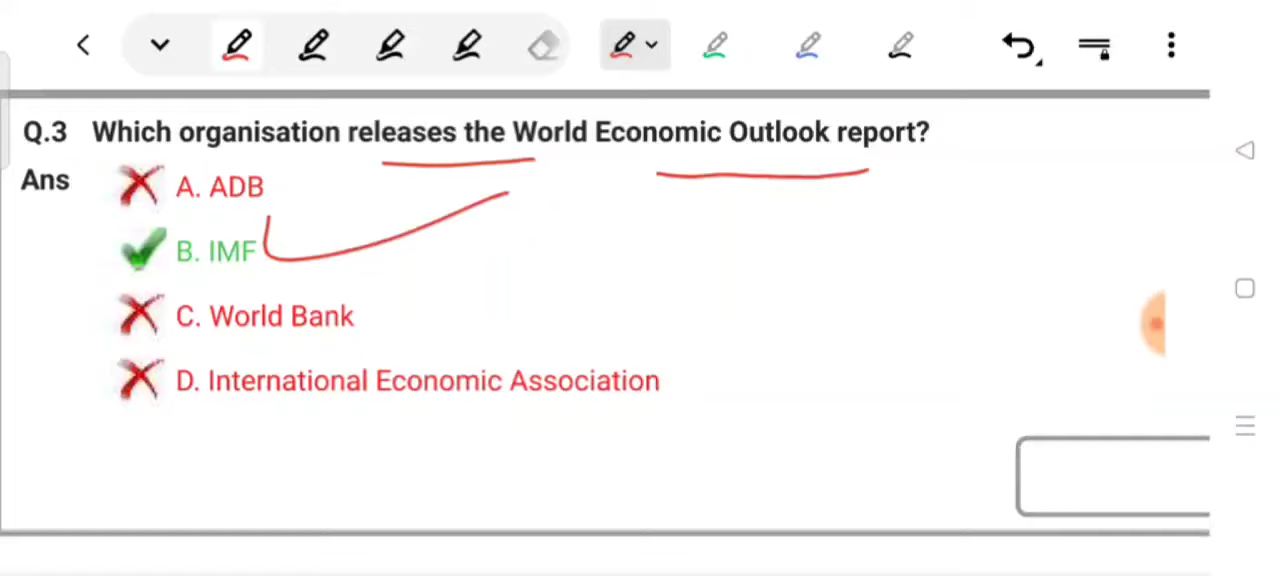 Q.3 Which organisation releases the World Economic Outlook report?
Ans A. ADB
B. IMF
C. World Bank
D. International Economic Association